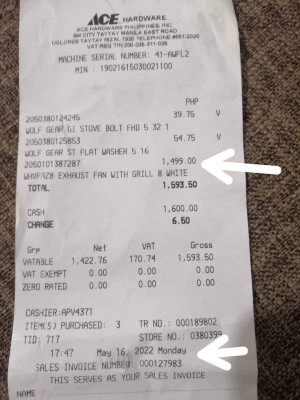 ACE HARDWARE
ACE HARDWARE PHILIPPINES, INC.
SM CITY TAYTAY MANILA EAST ROAD
DOLORES TAYTAY RIZAL, 1920 TELEPHONE
VAT REG TIN 200-035-311-036
MACHINE SERIAL NUMBER: 41-AWFL2
MIN : 19021615030021100
PHP
2050380124245 39.75 V
WOLF GEAR GI STOVE BOLT FHD 5 32 1
2050380125853 54.75 V
WOLF GEAR ST FLAT WASHER 5 16
2050101387287 1,499.00
WHVFAZ8 EXHAUST FAN WITH GRILL 8 WHITE
TOTAL 1,593.50
CASH 1,600.00
CHANGE 6.50
Grp Net VAT Gross
VATABLE 1,422.76 170.74 1,593.50
VAT EXEMPT 0.00 0.00 0.00
ZERO RATED 0.00 0.00 0.00
CASHIER:APV4371
ITEM(S) PURCHASED: 3 TR NO.: 000189802
TID: 717 STORE NO.: 0380399
17:47 May 16, 2022 Monday
SALES INVOICE NUMBER: 000127983
THIS SERVES AS YOUR SALES INVOICE
NAME :